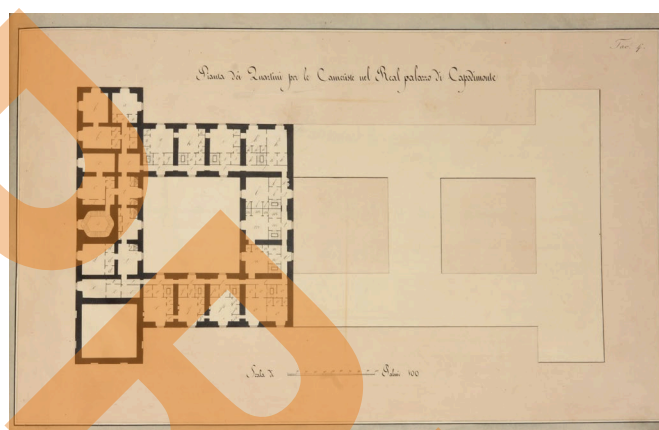 Tav. 4.
Pianta dei Quartini per le Cameriste nel Real palazzo di Capodimonte
Scala di Palmi 100